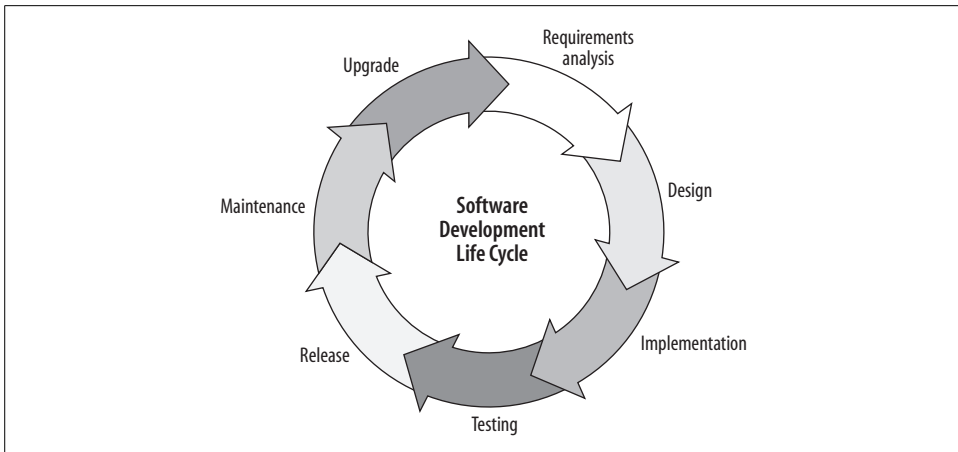 Requirements
analysis
Upgrade
Design
Maintenance
Software
Development
Life Cycle
Implementation
Release
Testing